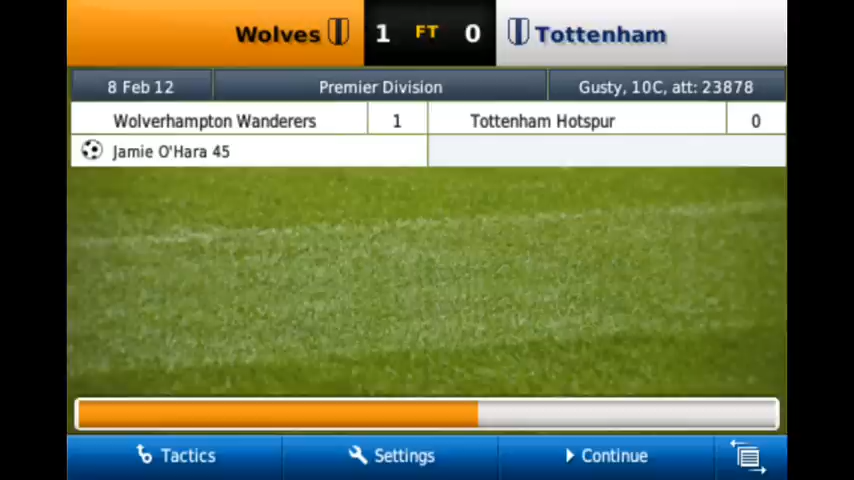 Wolves 1 FT 0 Tottenham
8 Feb 12 Premier Division Gusty, 10C, att: 23878
Wolverhampton Wanderers 1 Tottenham Hotspur 0
Jamie O'Hara 45
Tactics Settings Continue